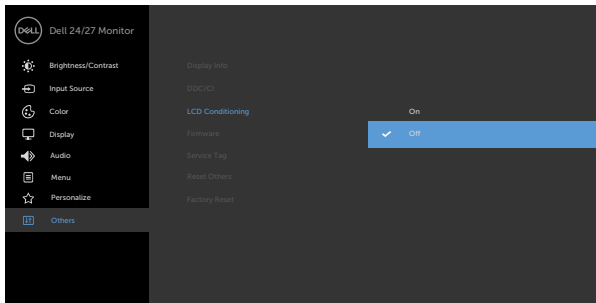 DELL Dell 24/27 Monitor
Brightness/Contrast
Display Info
Input Source
DDC/CI
Color
LCD Conditioning
On
Display
Firmware
Off
Audio
Service Tag
Menu
Reset Others
Personalize
Factory Reset
Others